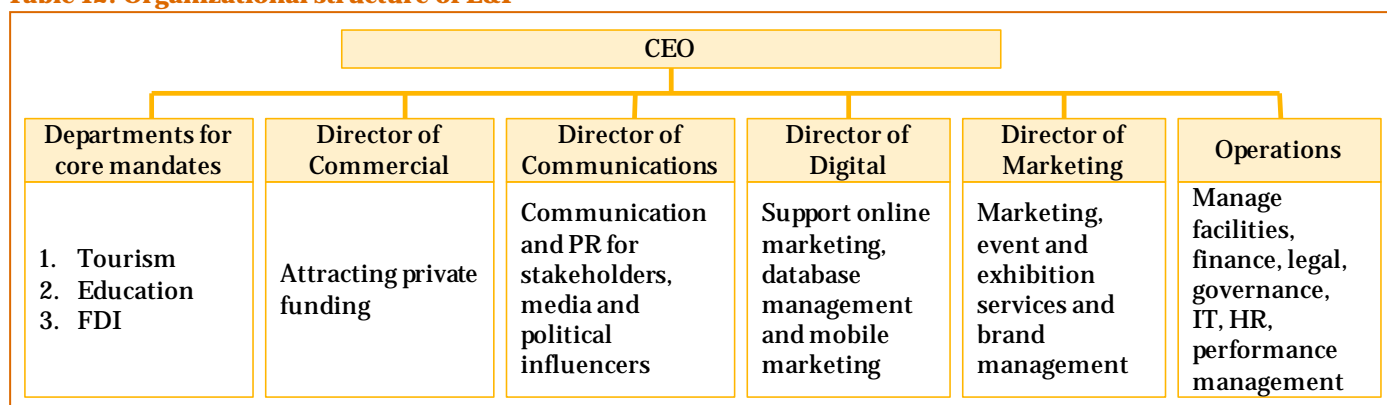 CEO
Departments for
core mandates
1. Tourism
2. Education
3. FDI
Director of
Commercial
Attracting private
funding
Director of
Communications
Communication
and PR for
stakeholders,
media and
political
influencers
Director of
Digital
Support online
marketing,
database
management
and mobile
marketing
Director of
Marketing
Marketing,
event and
exhibition
services and
brand
management
Operations
Manage
facilities,
finance, legal,
governance,
IT, HR,
performance
management